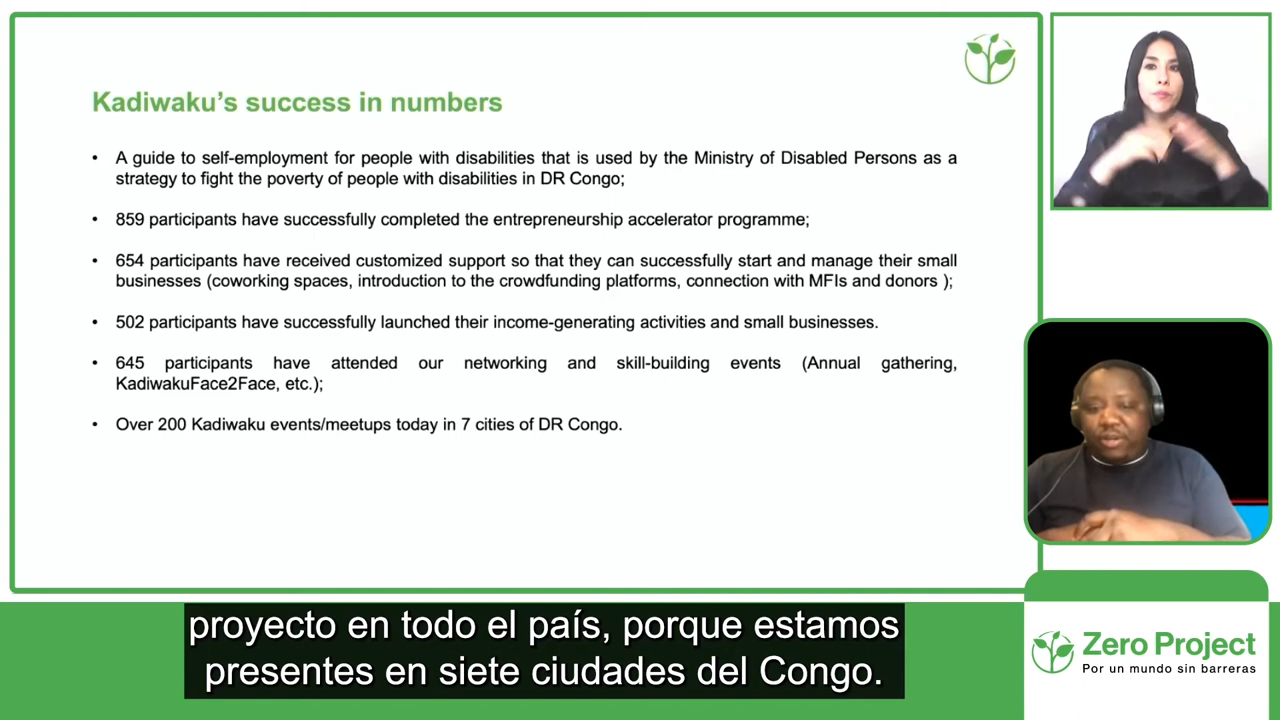 Kadiwaku's success in numbers
• A guide to self-employment for people with disabilities that is used by the Ministry of Disabled Persons as a
strategy to fight the poverty of people with disabilities in DR Congo;
• 859 participants have successfully completed the entrepreneurship accelerator programme;
• 654 participants have received customized support so that they can successfully start and manage their small
businesses (coworking spaces, introduction to the crowdfunding platforms, connection with MFIs and donors );
• 502 participants have successfully launched their income-generating activities and small businesses.
• 645 participants have attended our networking and skill-building events (Annual gathering,
KadiwakuFace2Face, etc.);
• Over 200 Kadiwaku events/meetups today in 7 cities of DR Congo.
proyecto en todo el país, porque estamos
presentes en siete ciudades del Congo.
Zero Project
Por un mundo sin barreras